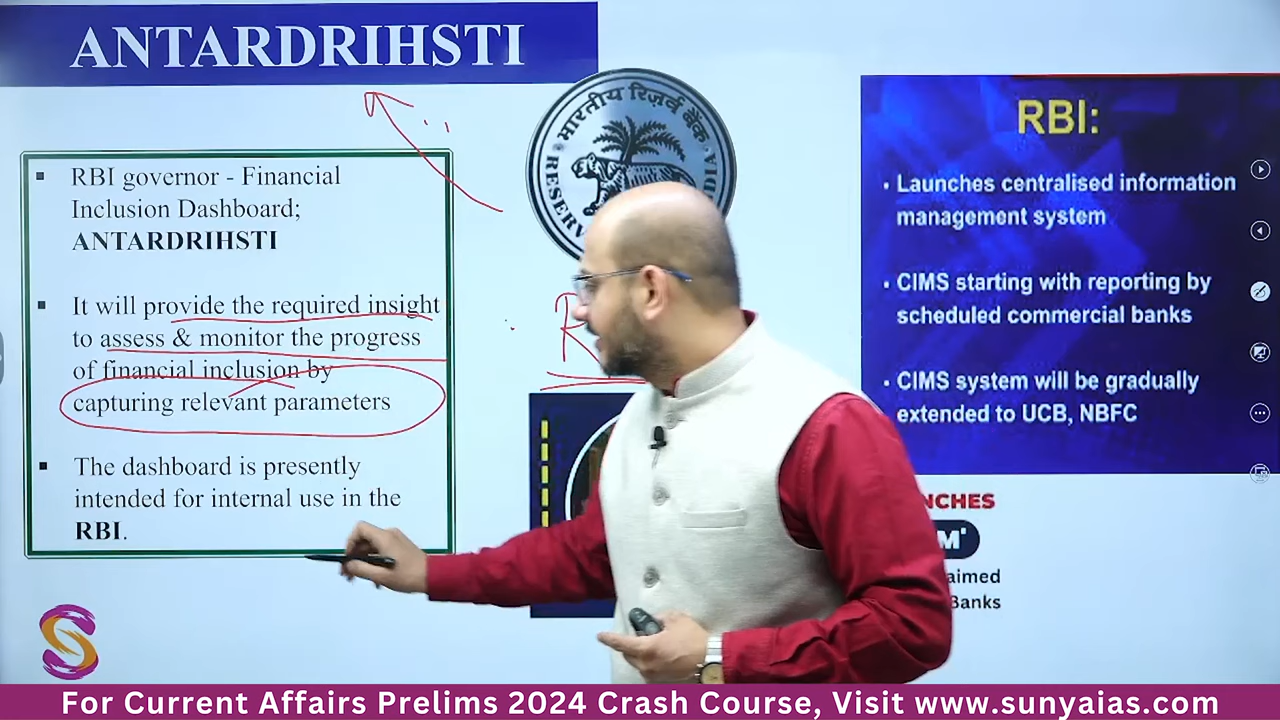 ANTARDRIHSTI
RBI governor - Financial
Inclusion Dashboard;
ANTARDRIHSTI
It will provide the required insight
to assess & monitor the progress
of financial inclusion by
capturing relevant parameters
The dashboard is presently
intended for internal use in the
RBI.
भारतीय रिज़र्व बैंक
RESERV
DIA
R
RBI:
Launches centralised information
management system
CIMS starting with reporting by
scheduled commercial banks
CIMS system will be gradually
extended to UCB, NBFC
NCHES
M
aimed
Banks
S
For Current Affairs Prelims 2024 Crash Course, Visit www.sunyaias.com